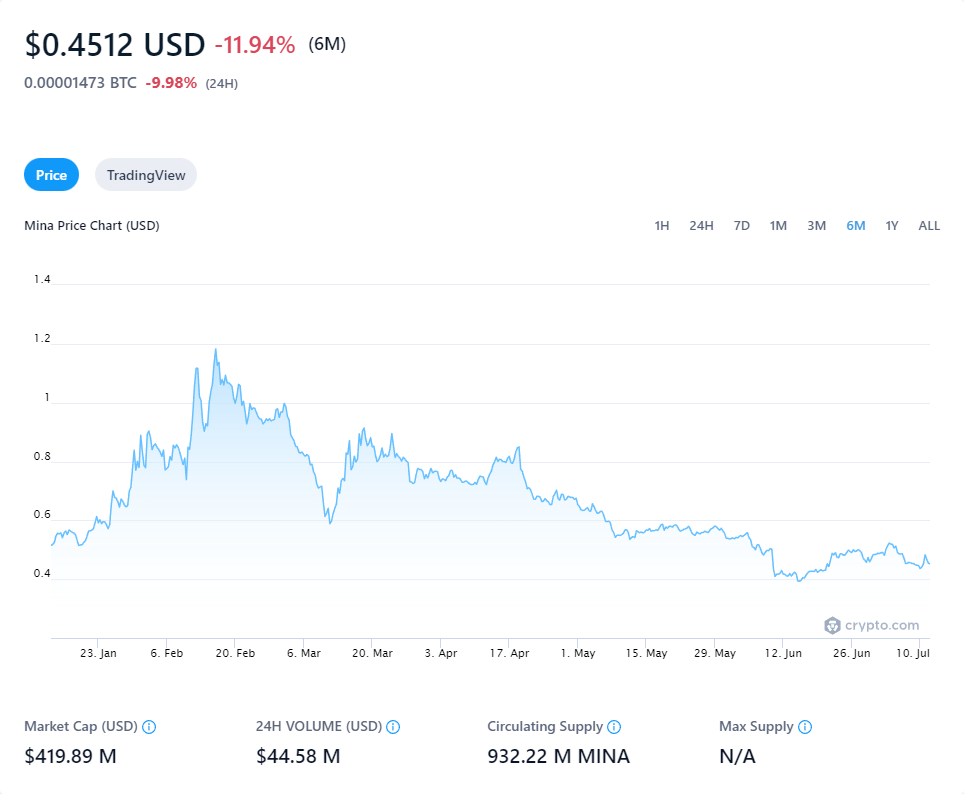 $0.4512 USD -11.94% (6M)
0.00001473 BTC -9.98% (24H)
Price TradingView
Mina Price Chart (USD) 1H 24H 7D 1M 3M 6M 1Y ALL
1.4
1.2
1
0.8
0.6
0.4
crypto.com
23. Jan 6. Feb 20. Feb 6. Mar 20. Mar 3. Apr 17. Apr 1. May 15. May 29. May 12. Jun 26. Jun 10. Jul
Market Cap (USD) 24H VOLUME (USD) Circulating Supply Max Supply
$419.89 M $44.58 M 932.22 M MINA N/A